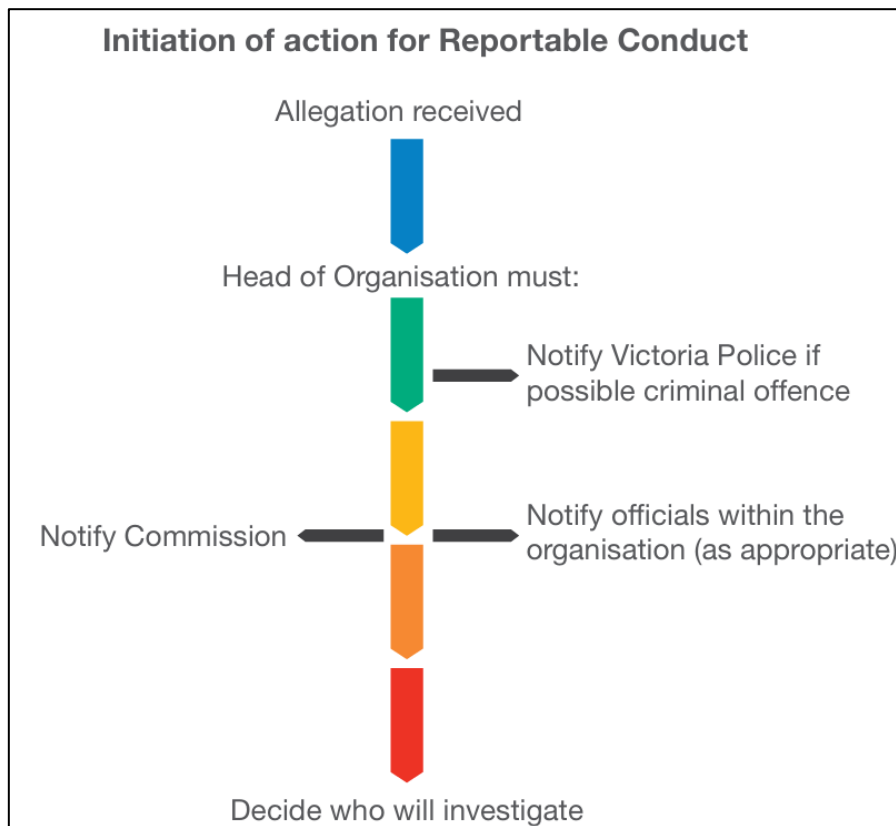 Initiation of action for Reportable Conduct
Allegation received
Head of Organisation must:
Notify Victoria Police if
possible criminal offence
Notify Commission
Notify officials within the
organisation (as appropriate)
Decide who will investigate